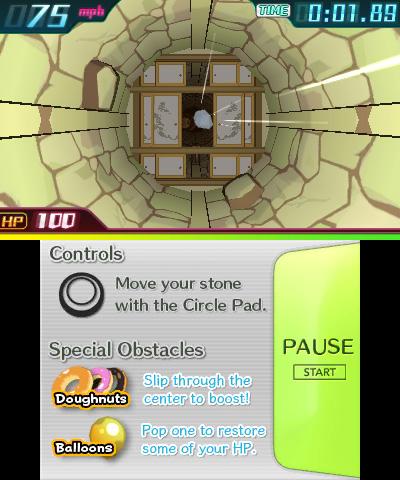 075 mph
TIME 0:01.89
HP 100
Controls
Move your stone
with the Circle Pad.
Special Obstacles
Doughnuts
Slip through the
center to boost!
Balloons
Pop one to restore
some of your HP.
PAUSE
START